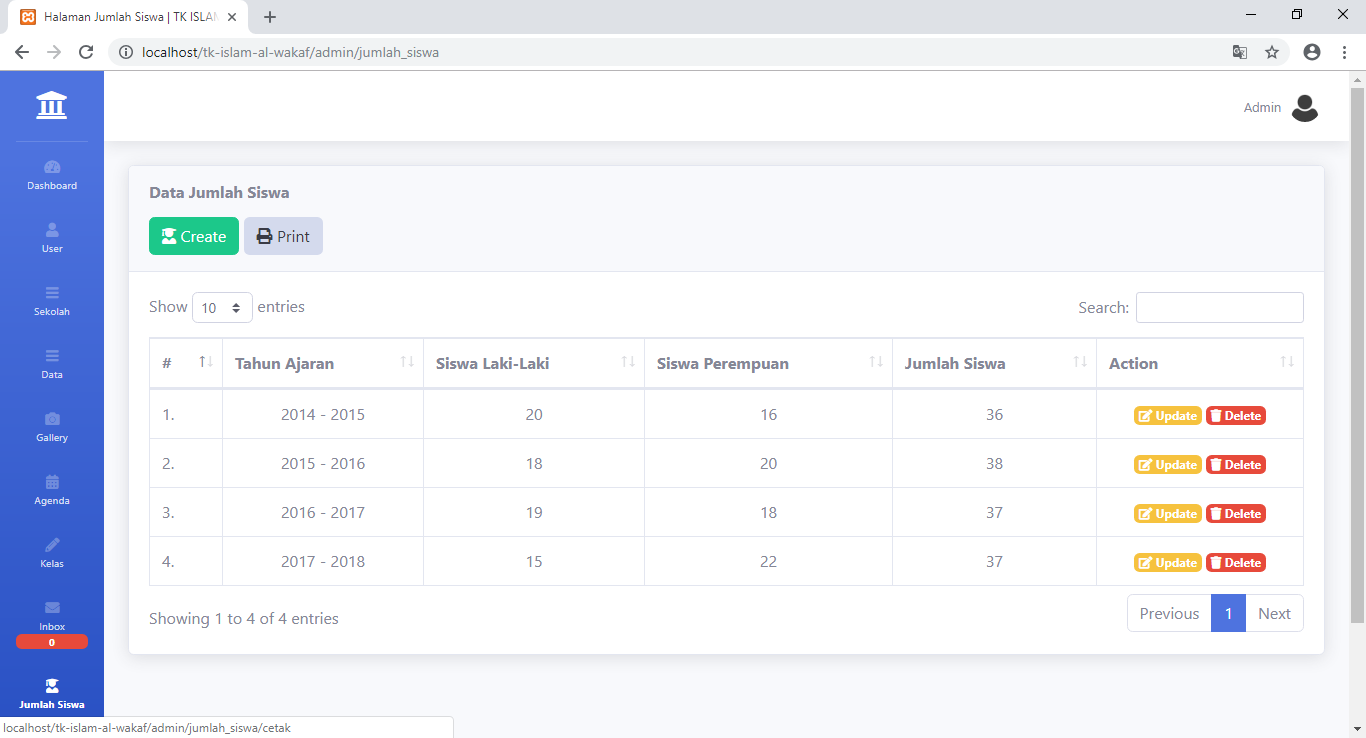 Halaman Jumlah Siswa | TK ISLA
localhost/tk-islam-al-wakaf/admin/jumlah_siswa
Admin
Dashboard
User
Sekolah
Data
Gallery
Agenda
Kelas
Inbox
0
Jumlah Siswa
Data Jumlah Siswa
Create Print
Show 10 entries Search:
# Tahun Ajaran Siswa Laki-Laki Siswa Perempuan Jumlah Siswa Action
1. 2014 - 2015 20 16 36 Update Delete
2. 2015 - 2016 18 20 38 Update Delete
3. 2016 - 2017 19 18 37 Update Delete
4. 2017 - 2018 15 22 37 Update Delete
Showing 1 to 4 of 4 entries Previous 1 Next
localhost/tk-islam-al-wakaf/admin/jumlah_siswa/cetak